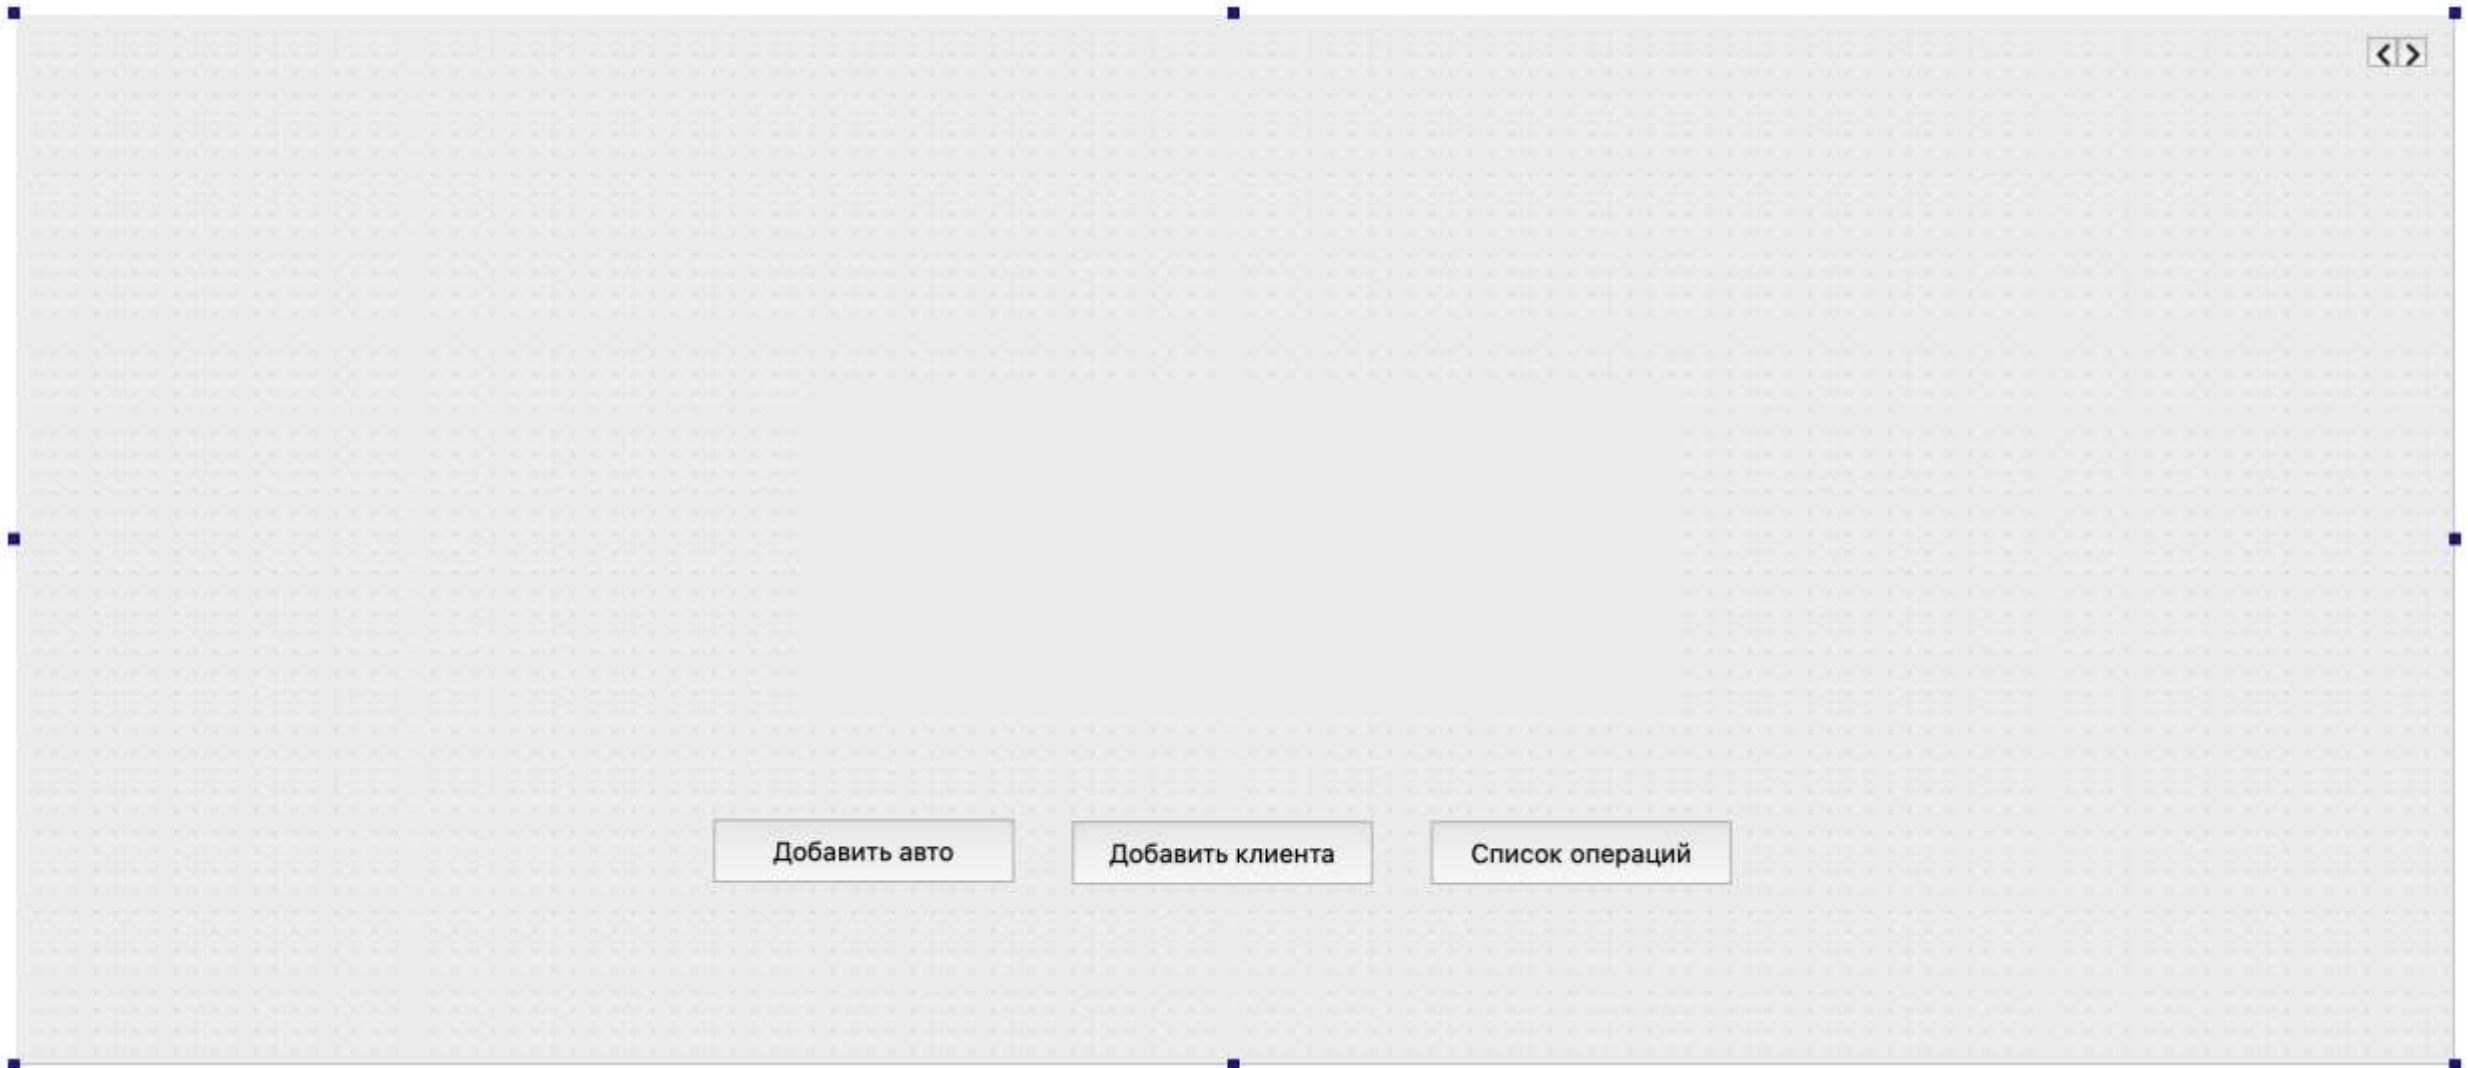 Добавить авто
Добавить клиента
Список операций